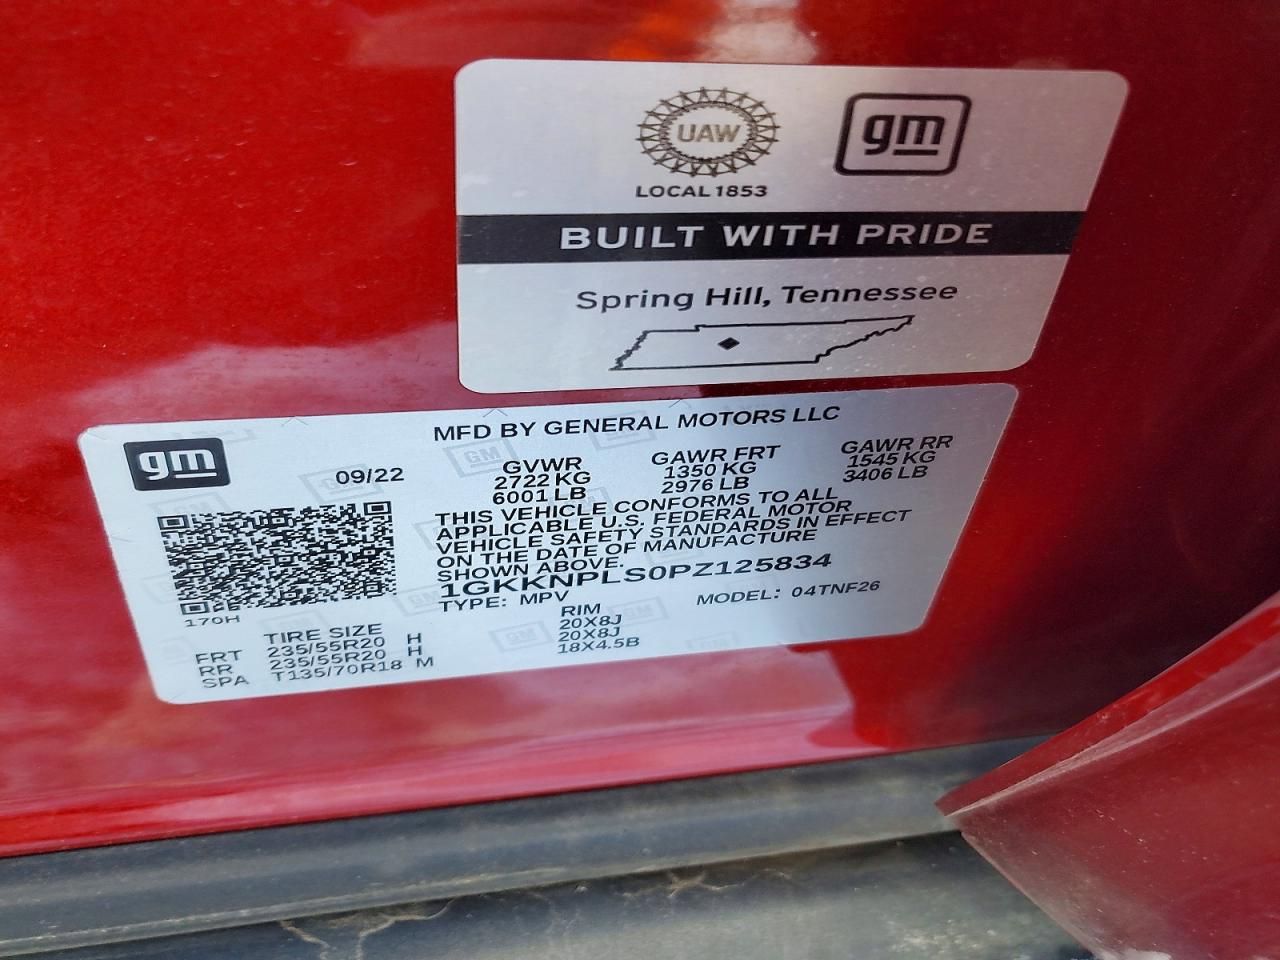 UAW
gm
LOCAL 1853
BUILT WITH PRIDE
Spring Hill, Tennessee
gm
MFD BY GENERAL MOTORS LLC
09/22 GVWR GAWR FRT GAWR RR
2722 KG 1350 KG 1545 KG
6001 LB 2976 LB 3406 LB
THIS VEHICLE CONFORMS TO ALL
APPLICABLE U.S. FEDERAL MOTOR
VEHICLE SAFETY STANDARDS IN EFFECT
ON THE DATE OF MANUFACTURE
SHOWN ABOVE.
1GKKNPLS0PZ125834
TYPE: MPV MODEL: 04TNF26
170H
TIRE SIZE RIM
FRT 235/55R20 H 20X8J
RR 235/55R20 H 20X8J
SPA T135/70R18 M 18X4.5B